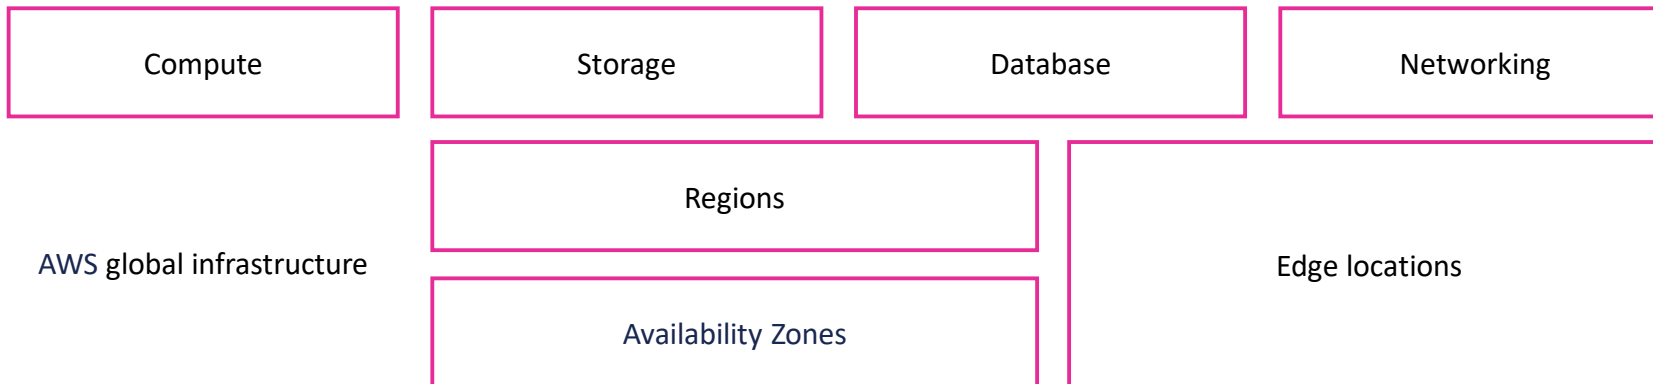 Compute
Storage
Database
Networking
AWS global infrastructure
Regions
Availability Zones
Edge locations